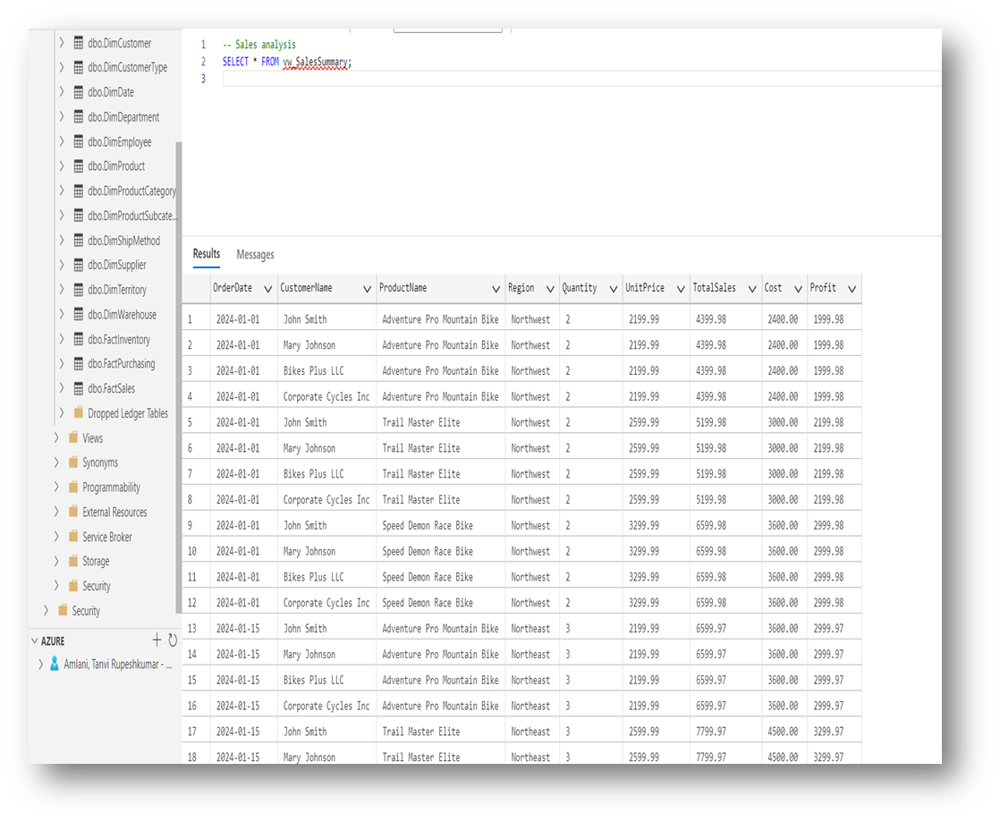 dbo.DimCustomer
dbo.DimCustomerType
dbo.DimDate
dbo.DimDepartment
dbo.DimEmployee
dbo.DimProduct
dbo.DimProductCategory
dbo.DimProductSubcate...
dbo.DimShipMethod
dbo.DimSupplier
dbo.DimTerritory
dbo.DimWarehouse
dbo.FactInventory
dbo.FactPurchasing
dbo.FactSales
Dropped Ledger Tables
Views
Synonyms
Programmability
External Resources
Service Broker
Storage
Security
Security
AZURE
Amlani, Tanvi Rupeshkumar - ...
1 -- Sales analysis
2 SELECT * FROM vw_SalesSummary;
3
Results Messages
OrderDate CustomerName ProductName Region Quantity UnitPrice TotalSales Cost Profit
1 2024-01-01 John Smith Adventure Pro Mountain Bike Northwest 2 2199.99 4399.98 2400.00 1999.98
2 2024-01-01 Mary Johnson Adventure Pro Mountain Bike Northwest 2 2199.99 4399.98 2400.00 1999.98
3 2024-01-01 Bikes Plus LLC Adventure Pro Mountain Bike Northwest 2 2199.99 4399.98 2400.00 1999.98
4 2024-01-01 Corporate Cycles Inc Adventure Pro Mountain Bike Northwest 2 2199.99 4399.98 2400.00 1999.98
5 2024-01-01 John Smith Trail Master Elite Northwest 2 2599.99 5199.98 3000.00 2199.98
6 2024-01-01 Mary Johnson Trail Master Elite Northwest 2 2599.99 5199.98 3000.00 2199.98
7 2024-01-01 Bikes Plus LLC Trail Master Elite Northwest 2 2599.99 5199.98 3000.00 2199.98
8 2024-01-01 Corporate Cycles Inc Trail Master Elite Northwest 2 2599.99 5199.98 3000.00 2199.98
9 2024-01-01 John Smith Speed Demon Race Bike Northwest 2 3299.99 6599.98 3600.00 2999.98
10 2024-01-01 Mary Johnson Speed Demon Race Bike Northwest 2 3299.99 6599.98 3600.00 2999.98
11 2024-01-01 Bikes Plus LLC Speed Demon Race Bike Northwest 2 3299.99 6599.98 3600.00 2999.98
12 2024-01-01 Corporate Cycles Inc Speed Demon Race Bike Northwest 2 3299.99 6599.98 3600.00 2999.98
13 2024-01-15 John Smith Adventure Pro Mountain Bike Northeast 3 2199.99 6599.97 3600.00 2999.97
14 2024-01-15 Mary Johnson Adventure Pro Mountain Bike Northeast 3 2199.99 6599.97 3600.00 2999.97
15 2024-01-15 Bikes Plus LLC Adventure Pro Mountain Bike Northeast 3 2199.99 6599.97 3600.00 2999.97
16 2024-01-15 Corporate Cycles Inc Adventure Pro Mountain Bike Northeast 3 2199.99 6599.97 3600.00 2999.97
17 2024-01-15 John Smith Trail Master Elite Northeast 3 2599.99 7799.97 4500.00 3299.97
18 2024-01-15 Mary Johnson Trail Master Elite Northeast 3 2599.99 7799.97 4500.00 3299.97